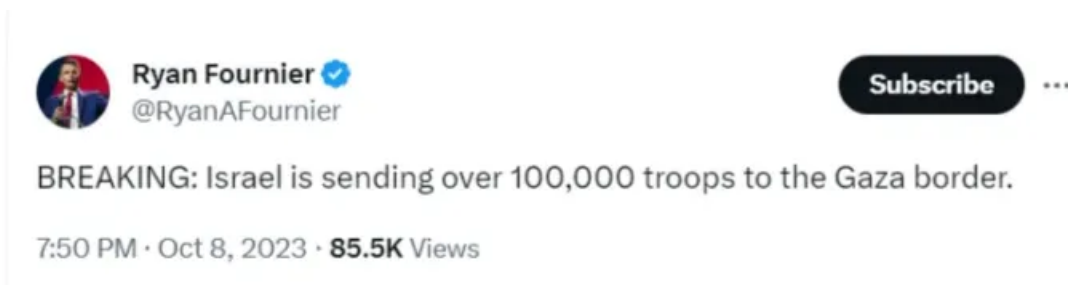 Ryan Fournier
@RyanAFournier
Subscribe
BREAKING: Israel is sending over 100,000 troops to the Gaza border.
7:50 PM · Oct 8, 2023 · 85.5K Views